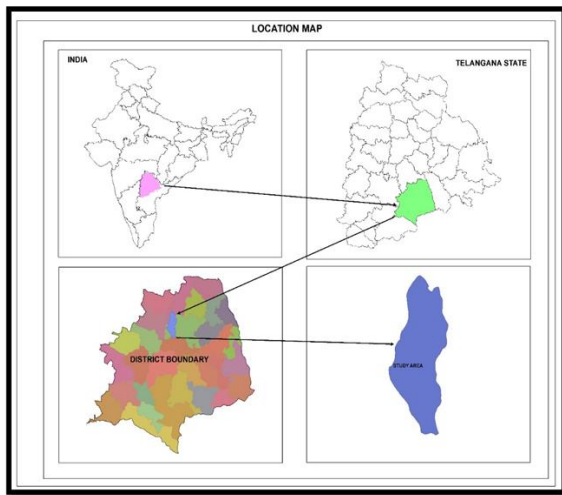 LOCATION MAP
INDIA
TELANGANA STATE
DISTRICT BOUNDARY
STUDY AREA